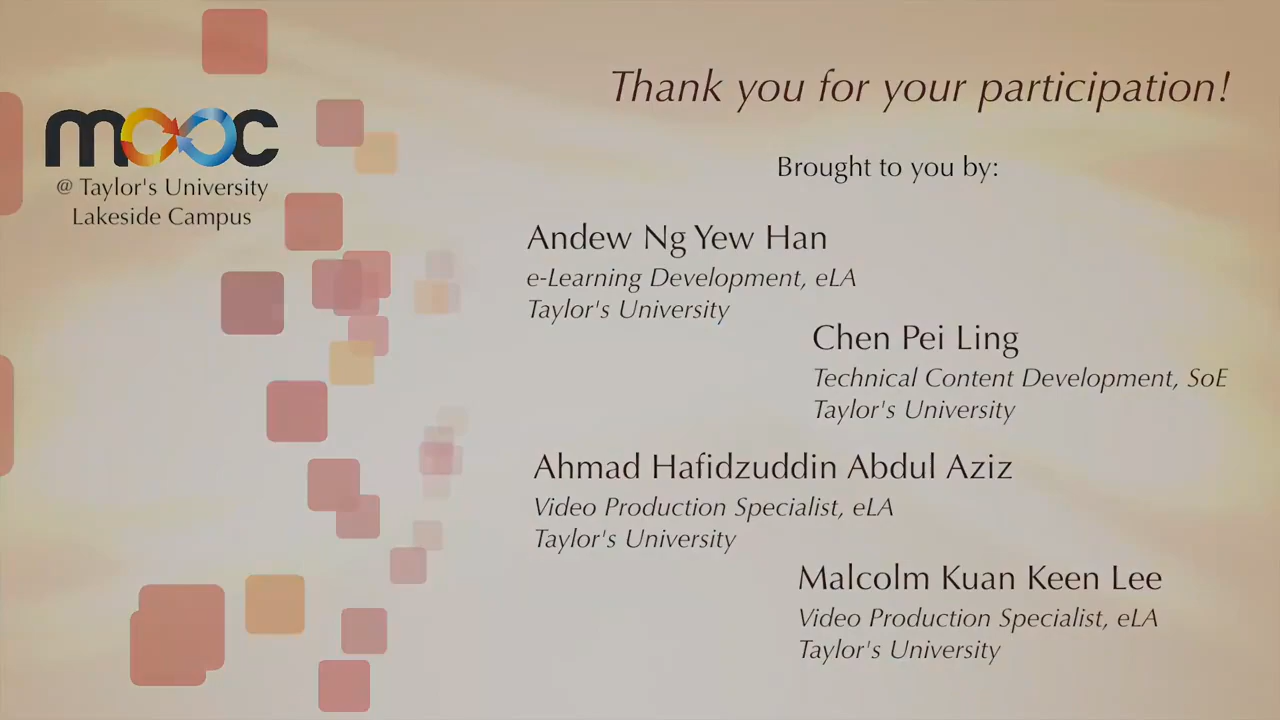 mooc
@ Taylor's University
Lakeside Campus
Thank you for your participation!
Brought to you by:
Andew Ng Yew Han
e-Learning Development, eLA
Taylor's University
Chen Pei Ling
Technical Content Development, SoE
Taylor's University
Ahmad Hafidzuddin Abdul Aziz
Video Production Specialist, eLA
Taylor's University
Malcolm Kuan Keen Lee
Video Production Specialist, eLA
Taylor's University